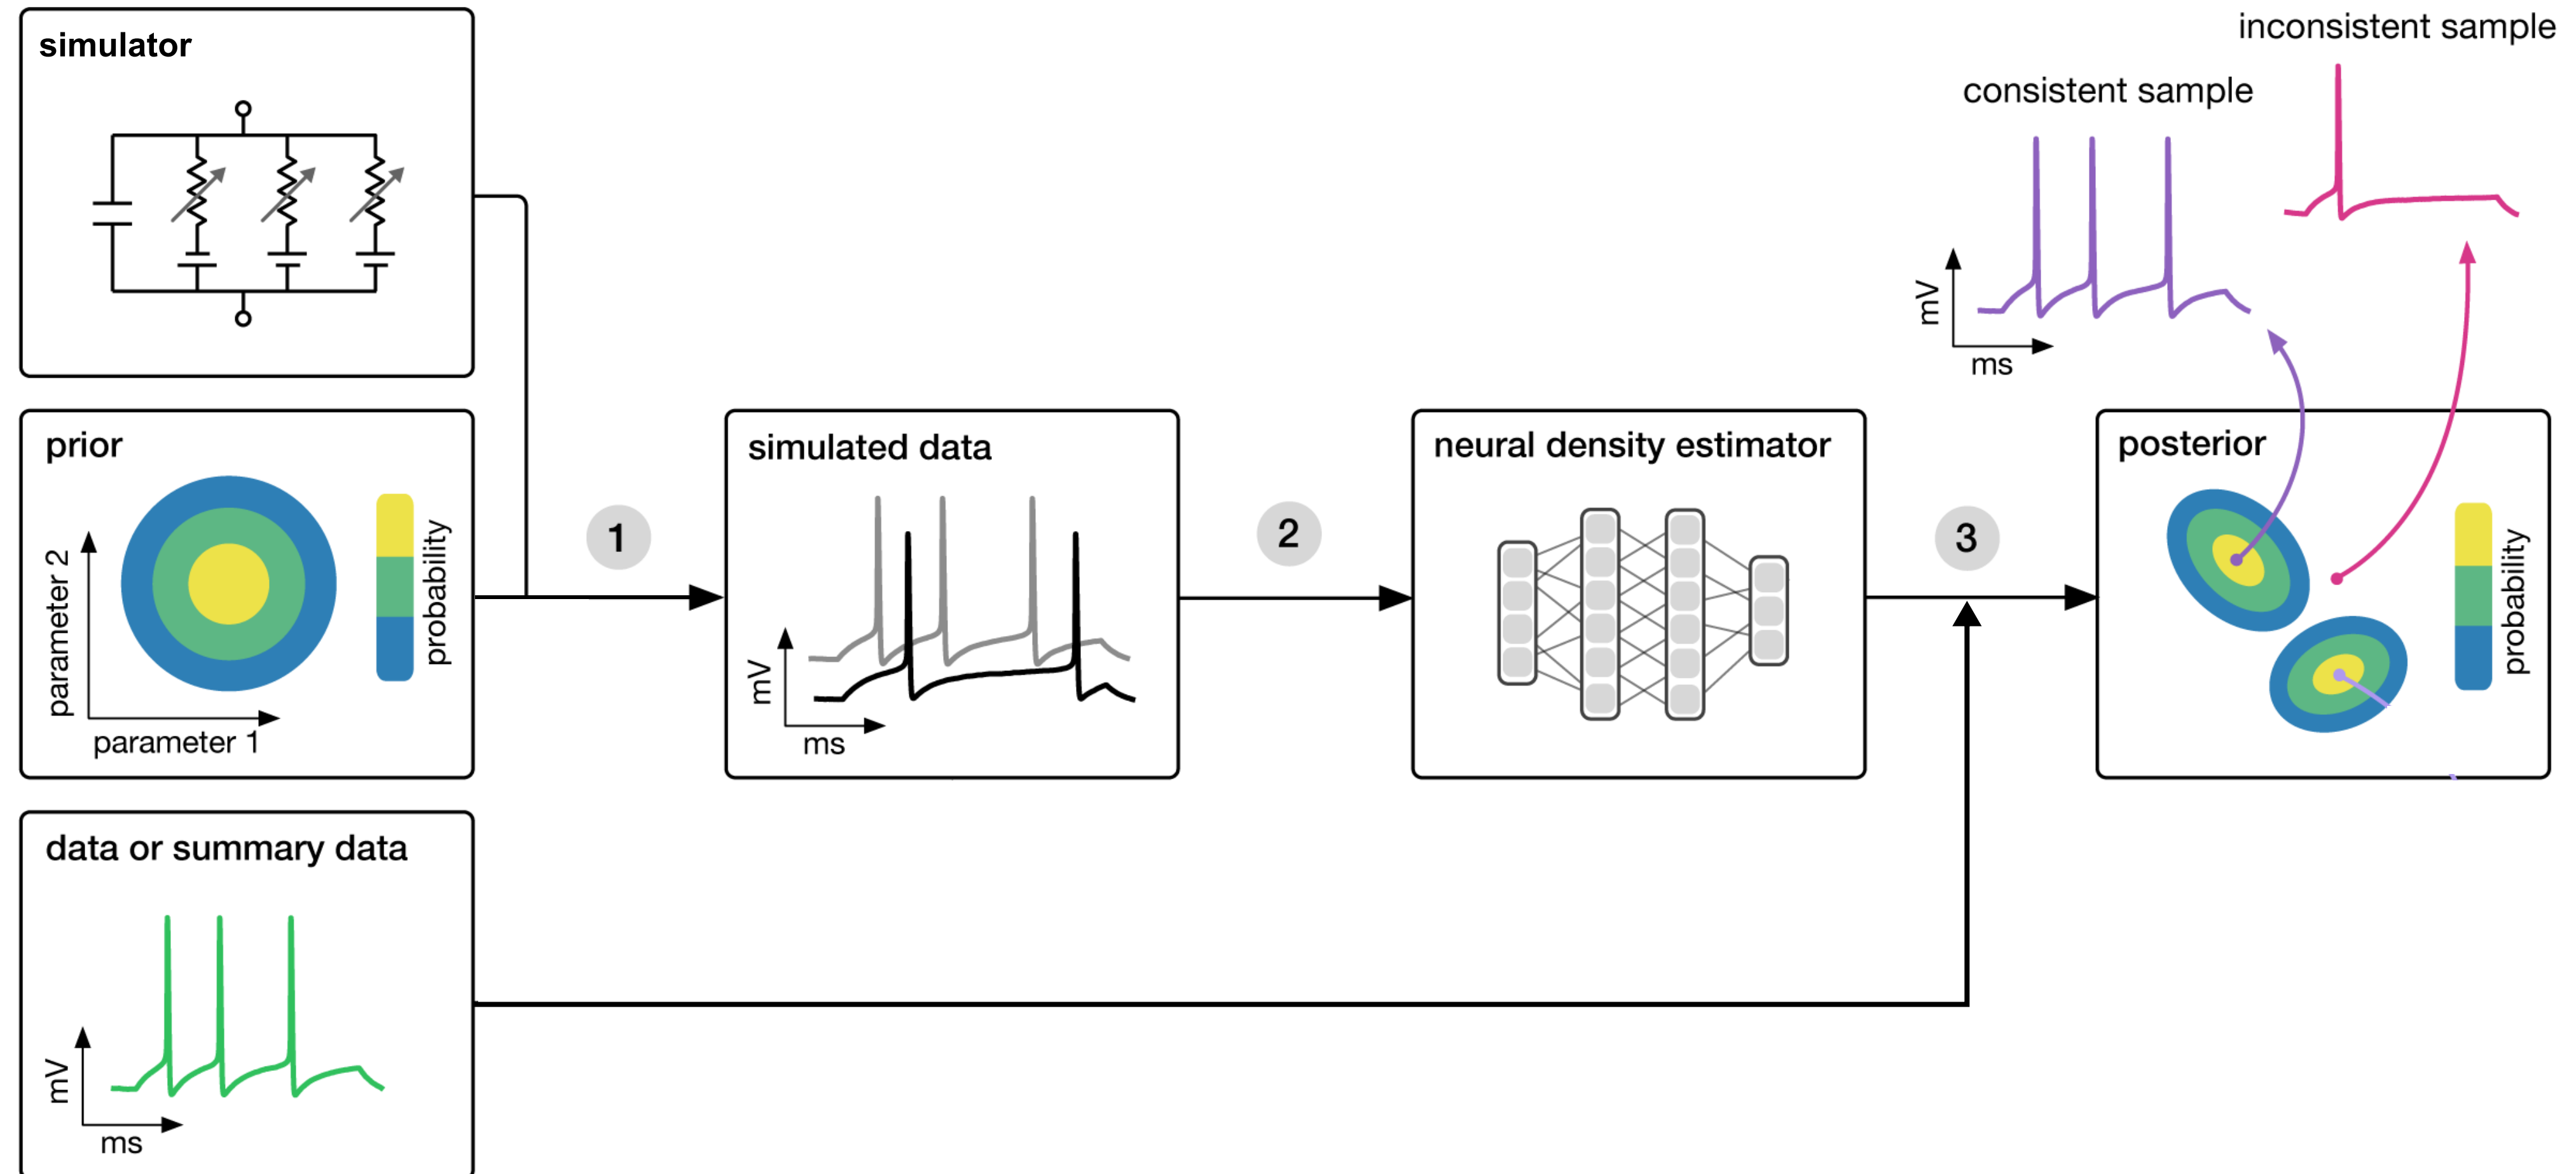 simulator
prior
parameter 2
parameter 1
probability
data or summary data
mV
ms
1
simulated data
mV
ms
2
neural density estimator
3
consistent sample
mV
ms
inconsistent sample
posterior
probability